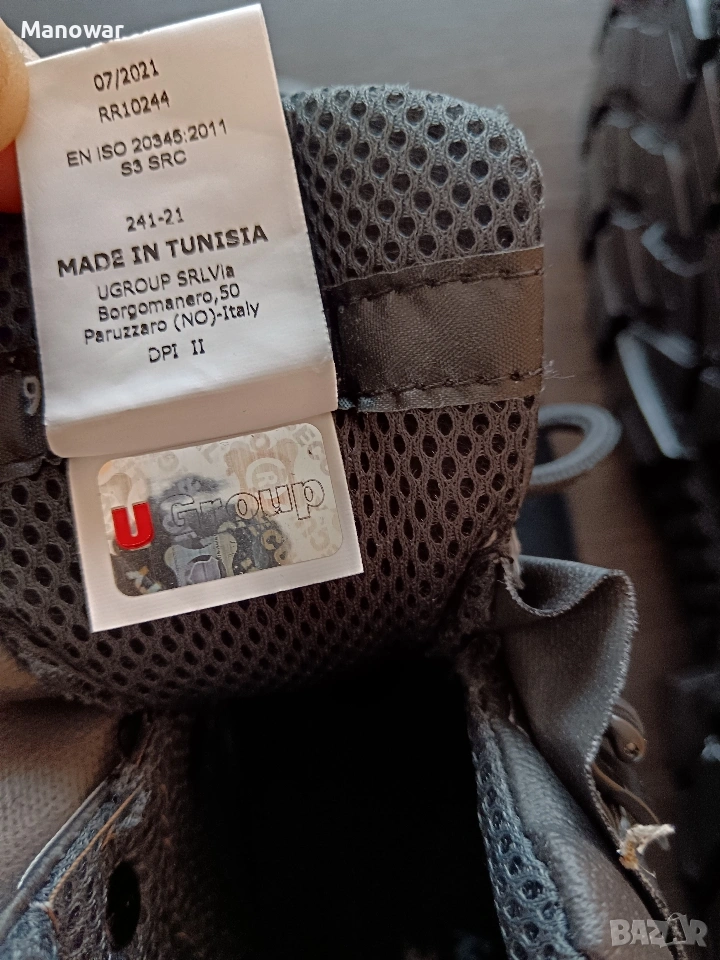 Manowar
07/2021
RR10244
EN ISO 20345:2011
S3 SRC
241-21
MADE IN TUNISIA
UGROUP SRLVia
Borgomanero,50
Paruzzaro (NO)-Italy
DPI II
U Group
BAZAR